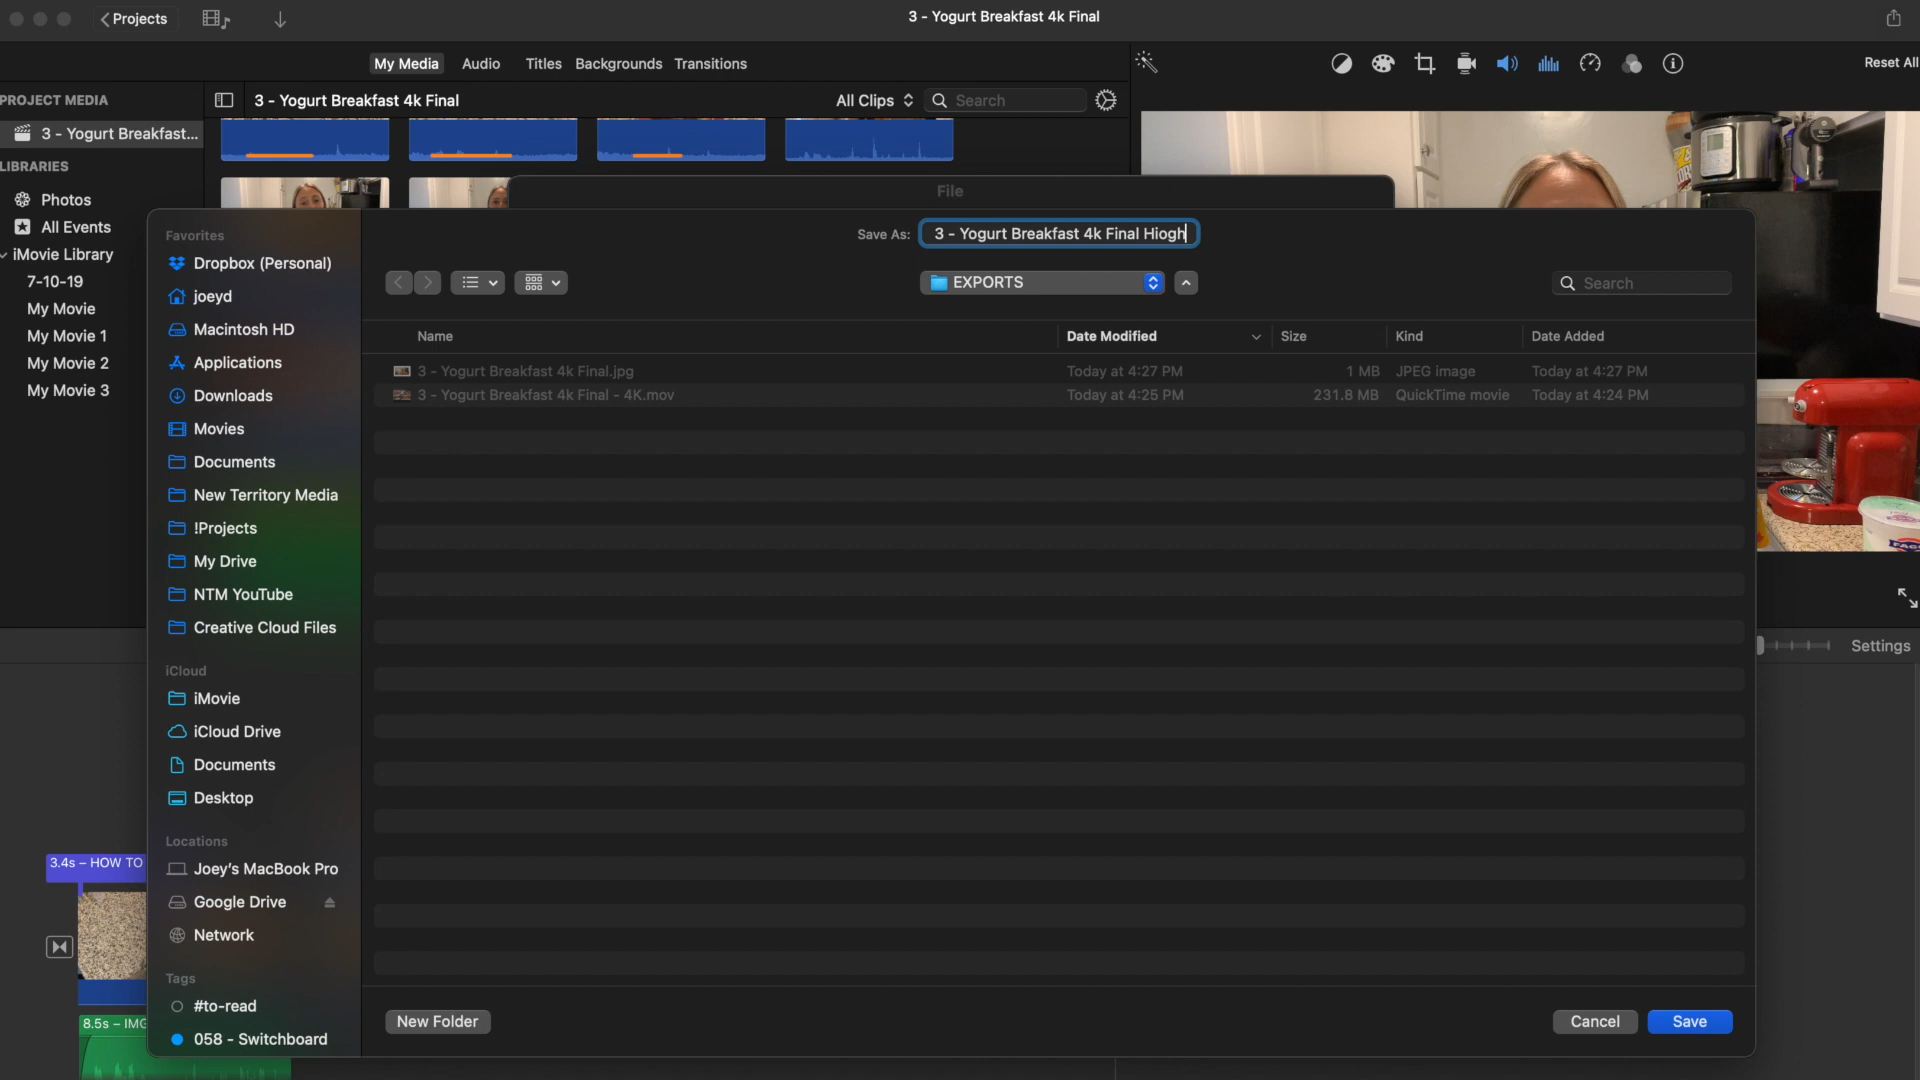 Projects
3 - Yogurt Breakfast 4k Final
My Media
Audio
Titles
Backgrounds
Transitions
Reset All
PROJECT MEDIA
3 - Yogurt Breakfast...
LIBRARIES
Photos
All Events
iMovie Library
7-10-19
My Movie
My Movie 1
My Movie 2
My Movie 3
3 - Yogurt Breakfast 4k Final
All Clips
Search
File
Favorites
Dropbox (Personal)
joeyd
Macintosh HD
Applications
Downloads
Movies
Documents
New Territory Media
!Projects
My Drive
NTM YouTube
Creative Cloud Files
iCloud
iMovie
iCloud Drive
Documents
Desktop
Locations
Joey's MacBook Pro
Google Drive
Network
Tags
#to-read
058 - Switchboard
Save As: 3 - Yogurt Breakfast 4k Final Hiogh
EXPORTS
Search
Name Date Modified Size Kind Date Added
3 - Yogurt Breakfast 4k Final.jpg Today at 4:27 PM 1 MB JPEG image Today at 4:27 PM
3 - Yogurt Breakfast 4k Final - 4K.mov Today at 4:25 PM 231.8 MB QuickTime movie Today at 4:24 PM
New Folder
Cancel
Save
Settings
3.4s – HOW TO
8.5s – IMG